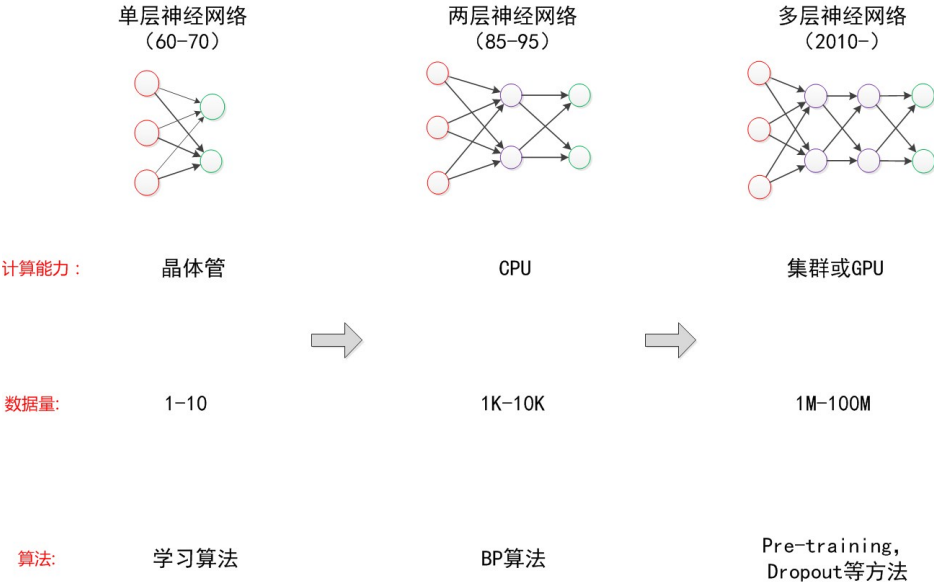 单层神经网络
（60-70）
两层神经网络
（85-95）
多层神经网络
（2010-）
计算能力：
晶体管
CPU
集群或GPU
数据量:
1-10
1K-10K
1M-100M
算法:
学习算法
BP算法
Pre-training,
Dropout等方法